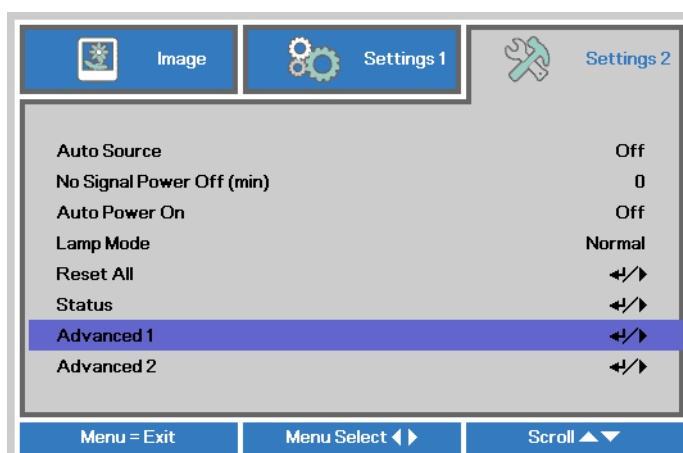 Image Settings 1 Settings 2
Auto Source Off
No Signal Power Off (min) 0
Auto Power On Off
Lamp Mode Normal
Reset All ↵/▶
Status ↵/▶
Advanced 1 ↵/▶
Advanced 2 ↵/▶
Menu = Exit Menu Select ◀▶ Scroll ▲▼